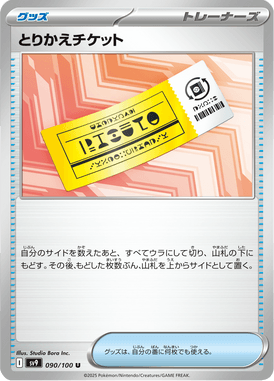 グッズ トレーナーズ
とりかえチケット
自分のサイドを数えたあと、すべてウラにして切り、山札の下に
もどす。その後、もどした枚数ぶん、山札を上からサイドとして置く。
Illus. Studio Bora Inc.
I sv9 090/100 U
グッズは、自分の番に何枚でも使える。
©2025 Pokémon/Nintendo/Creatures/GAME FREAK.